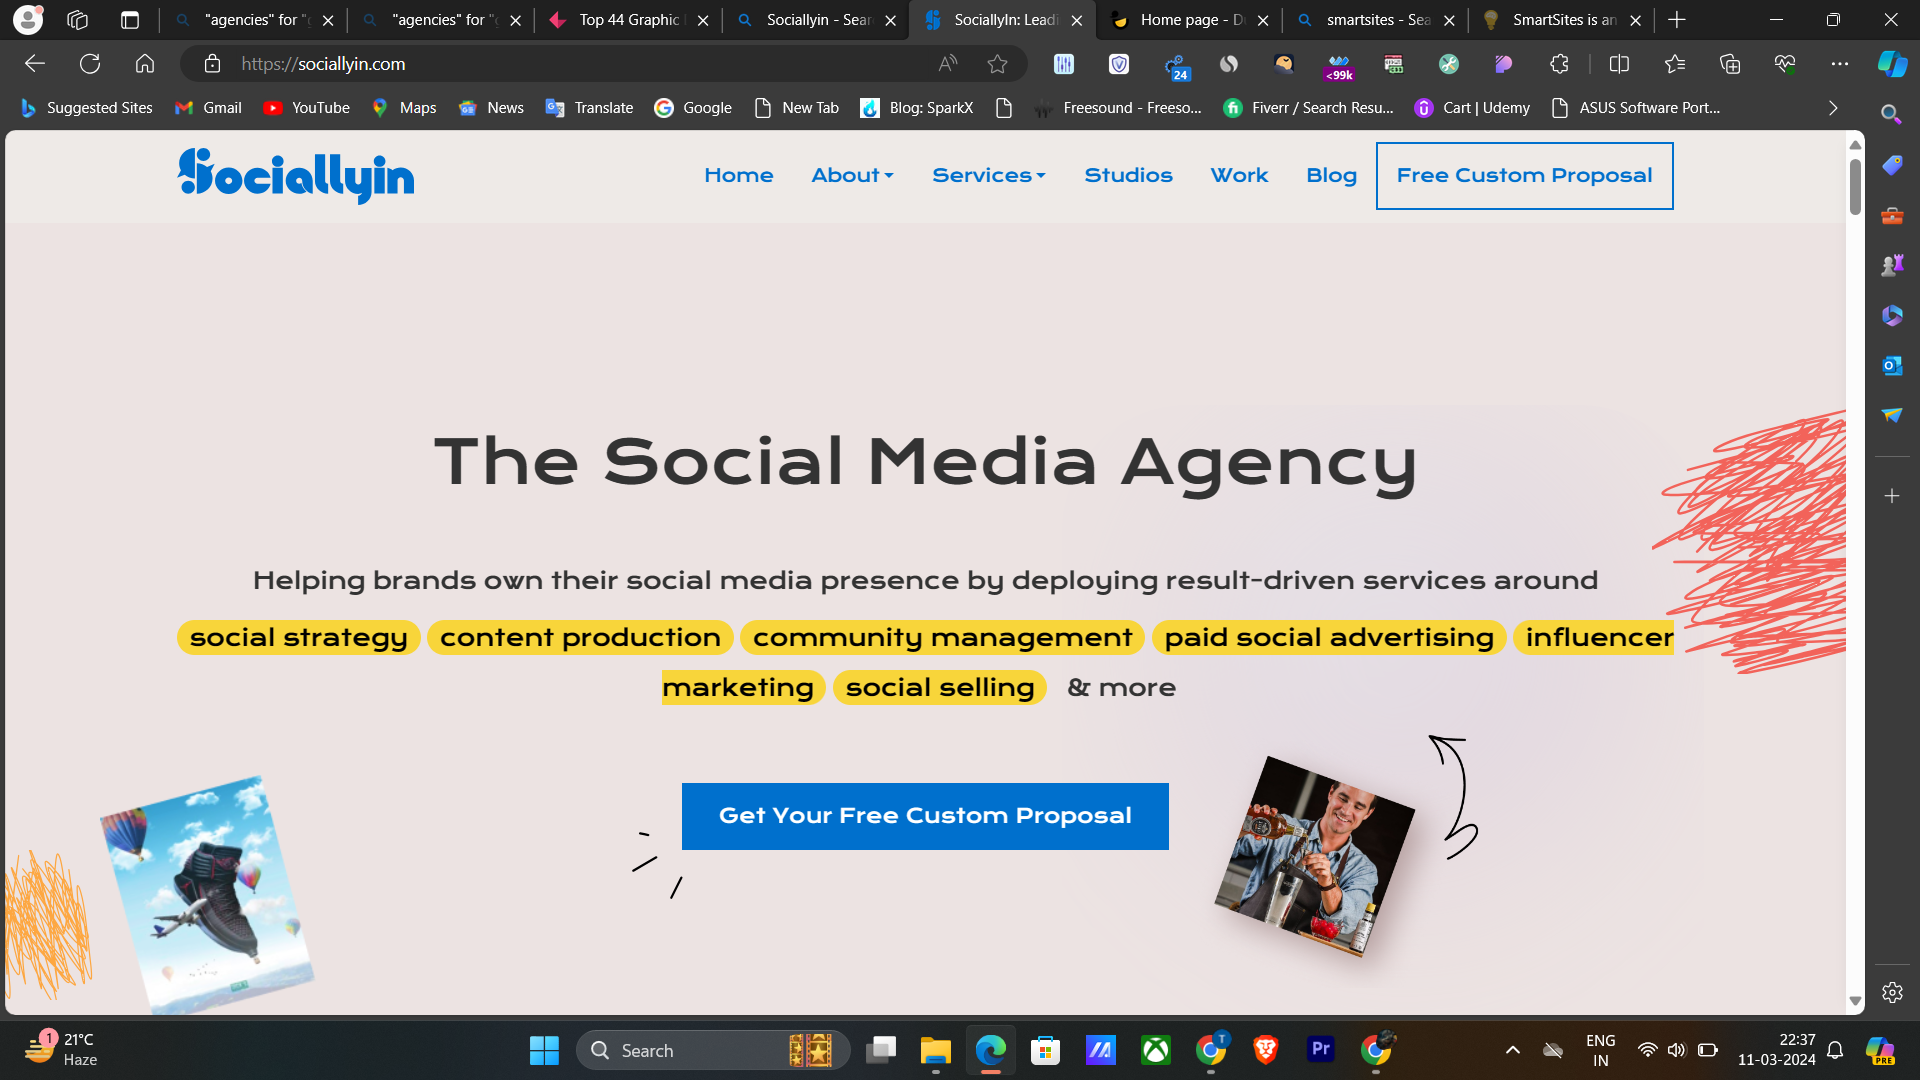 "agencies" for "g
"agencies" for "g
Top 44 Graphic
Sociallyin - Sear
SociallyIn: Leadi
Home page - Du
smartsites - Sea
SmartSites is an
https://sociallyin.com
24
<99k
Suggested Sites
Gmail
YouTube
Maps
News
Translate
Google
New Tab
Blog: SparkX
Freesound - Freeso...
Fiverr / Search Resu...
Cart | Udemy
ASUS Software Port...
Sociallyin
Home
About
Services
Studios
Work
Blog
Free Custom Proposal
The Social Media Agency
Helping brands own their social media presence by deploying result-driven services around
social strategy content production community management paid social advertising influencer
marketing social selling & more
Get Your Free Custom Proposal
1
21°C
Haze
Search
T
Pr
ENG
IN
22:37
11-03-2024
PRE